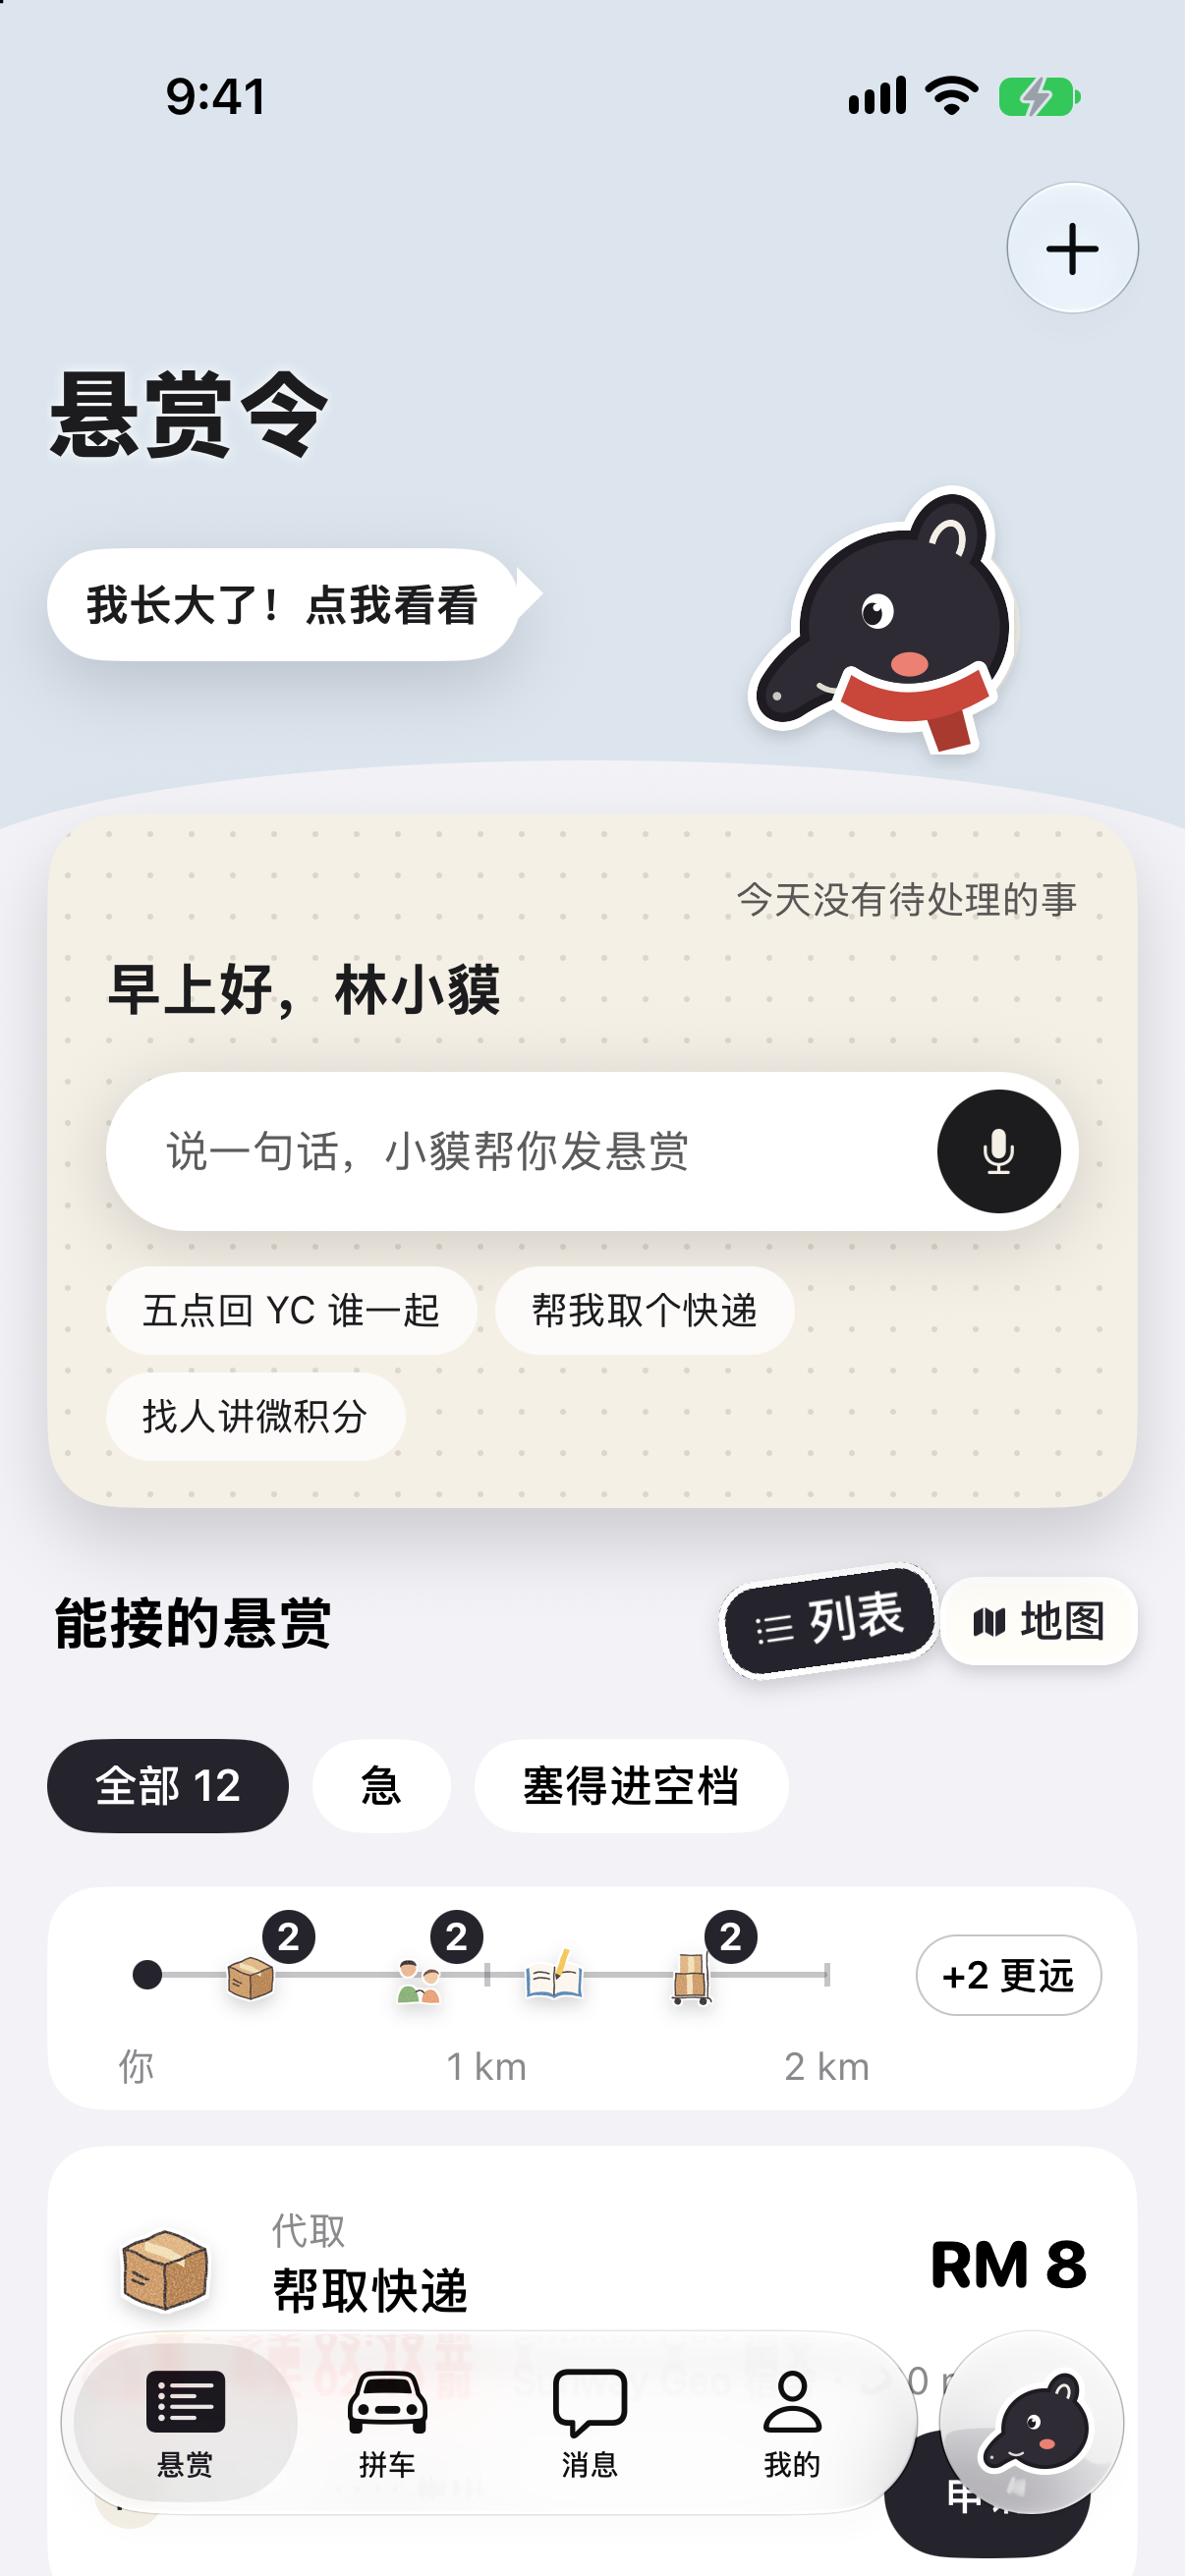 9:41
悬赏令
我长大了！点我看看
今天没有待处理的事
早上好，林小貘
说一句话，小貘帮你发悬赏
五点回 YC 谁一起
帮我取个快递
找人讲微积分
能接的悬赏
列表
地图
全部 12
急
塞得进空档
2
2
2
+2 更远
你
1 km
2 km
代取
帮取快递
RM 8
悬赏
拼车
消息
我的